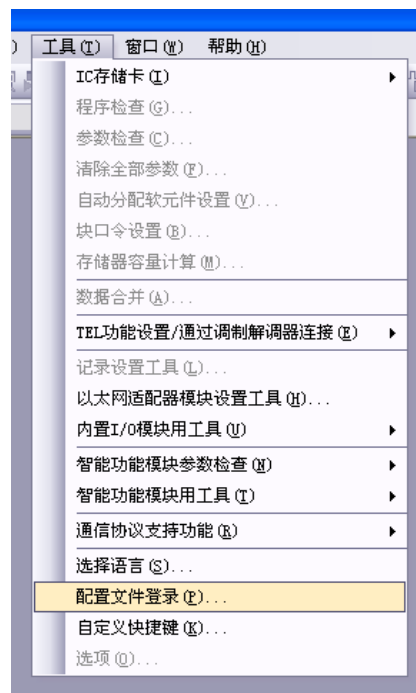 ) 工具(T) 窗口(W) 帮助(H)
IC存储卡(I)
程序检查(G)...
参数检查(C)...
清除全部参数(F)...
自动分配软元件设置(V)...
块口令设置(B)...
存储器容量计算(M)...
数据合并(A)...
TEL功能设置/通过调制解调器连接(E)
记录设置工具(L)...
以太网适配器模块设置工具(H)...
内置I/O模块用工具(U)
智能功能模块参数检查(N)
智能功能模块用工具(T)
通信协议支持功能(R)
选择语言(S)...
配置文件登录(P)...
自定义快捷键(K)...
选项(O)...